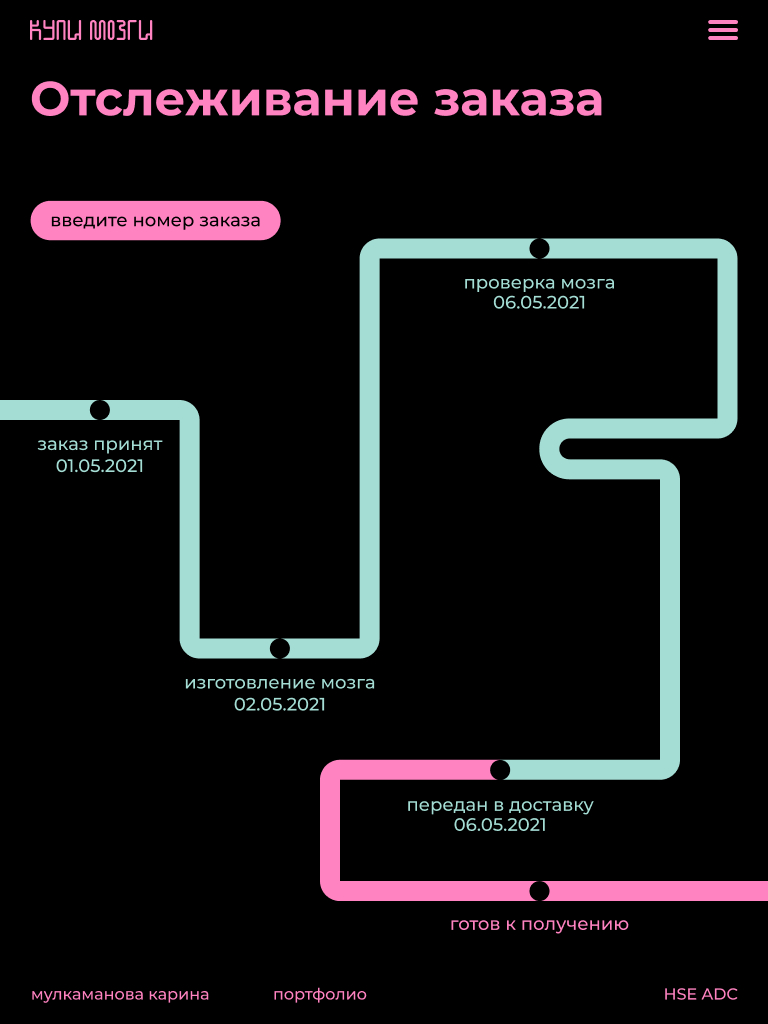 КУПИ МОЗГИ
Отслеживание заказа
введите номер заказа
проверка мозга
06.05.2021
заказ принят
01.05.2021
изготовление мозга
02.05.2021
передан в доставку
06.05.2021
готов к получению
мулкаманова карина
портфолио
HSE ADC